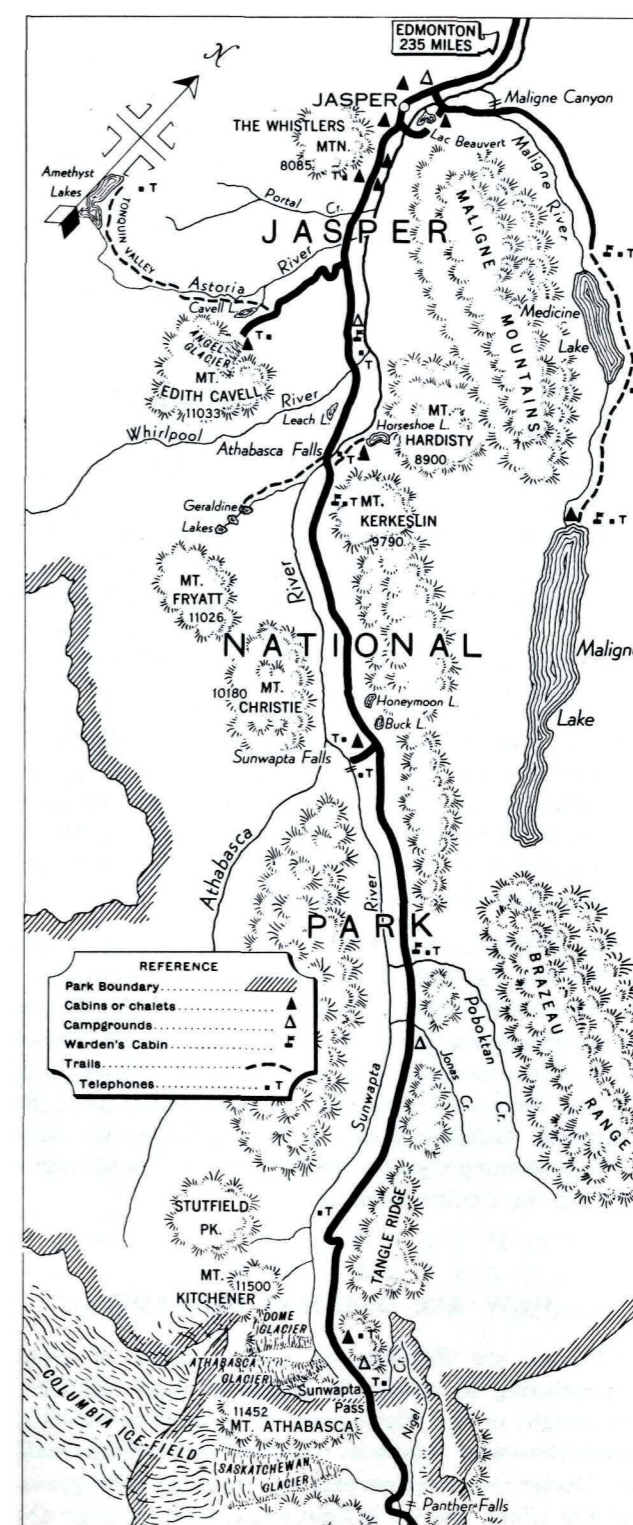 EDMONTON
235 MILES
N
JASPER
Maligne Canyon
THE WHISTLERS
MTN.
8085
Lac Beauvert
T
Maligne River
Amethyst
Lakes
T
Portal Cr.
TONQUIN VALLEY
JASPER
MALIGNE
MOUNTAINS
River
Astoria
Cavell L.
T
T
Medicine
Lake
ANGEL
GLACIER
MT.
EDITH CAVELL
11033
T
River
Leach L.
Whirlpool
MT.
HARDISTY
8900
Horseshoe L.
Athabasca Falls
T
Geraldine
Lakes
T
MT.
KERKESLIN
9790
T
River
MT.
FRYATT
11026
NATIONAL
10180
MT.
CHRISTIE
Maligne
Lake
Honeymoon L.
Buck L.
T
Sunwapta Falls
T
Athabasca
River
PARK
T
BRAZEAU
RANGE
REFERENCE
Park Boundary
Cabins or chalets
Campgrounds
Warden's Cabin
Trails
Telephones T
Poboktan
Cr.
Jonas
Cr.
Sunwapta
STUTFIELD
PK.
T
TANGLE RIDGE
MT.
KITCHENER
11500
DOME
GLACIER
ATHABASCA
GLACIER
T
T
Sunwapta
Pass
Cr.
Nigel
COLUMBIA ICE-FIELD
11452
MT. ATHABASCA
SASKATCHEWAN
GLACIER
Panther Falls